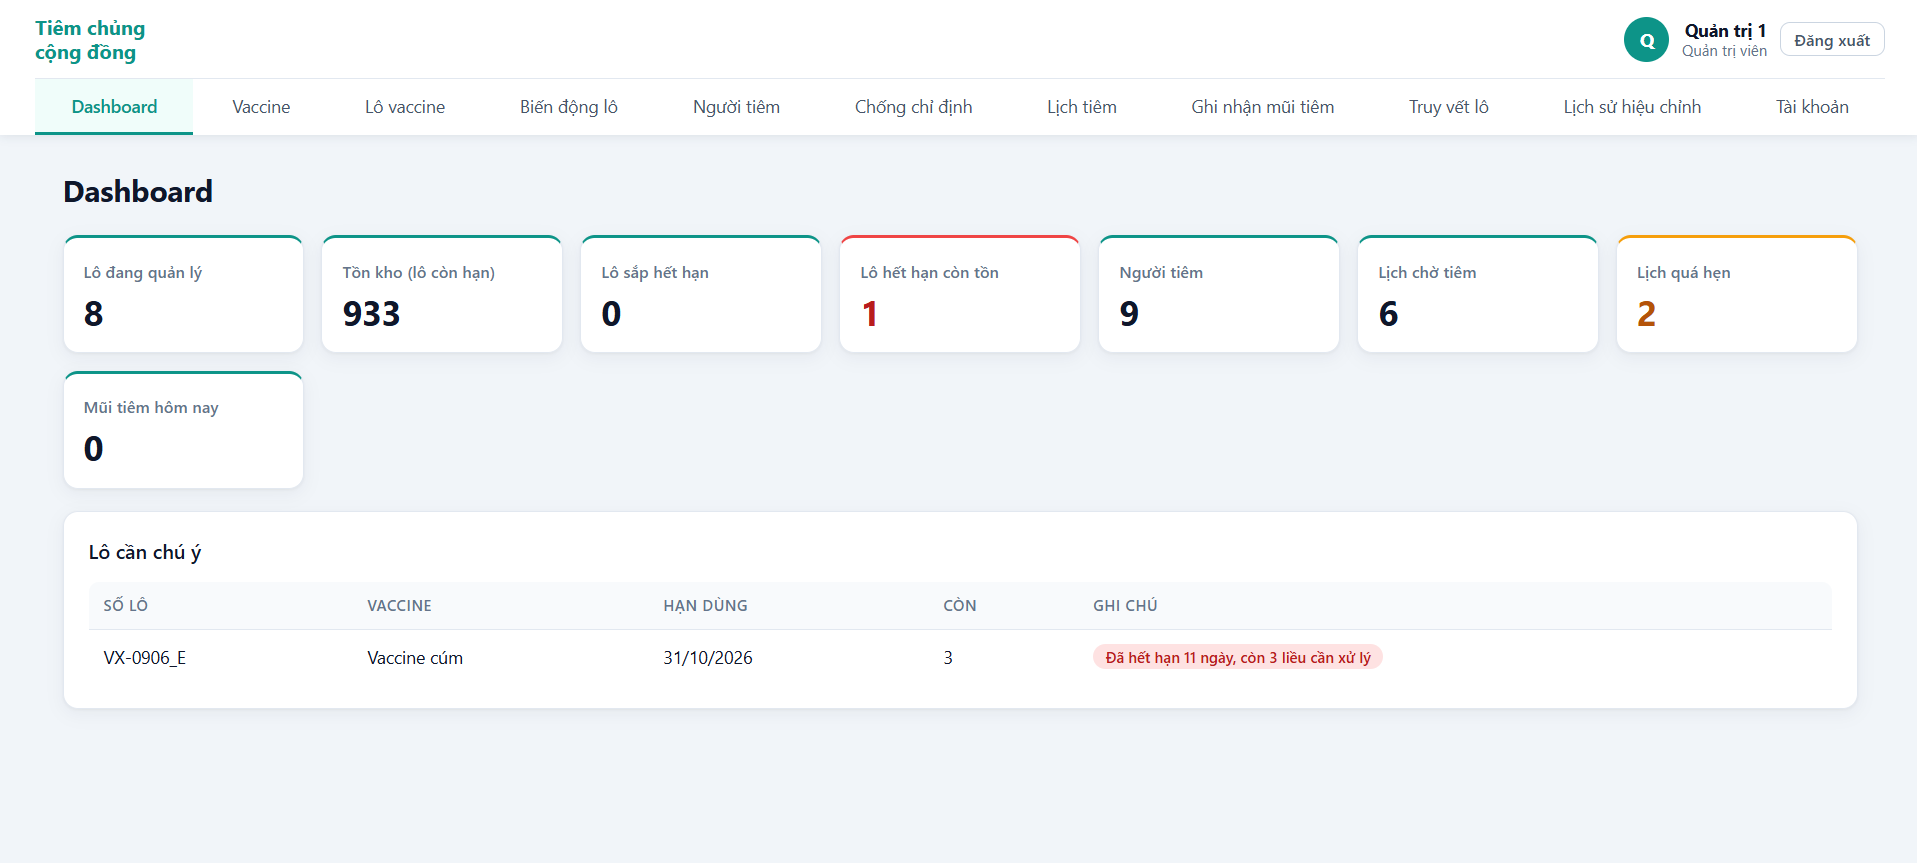 Tiêm chủng
cộng đồng
Q
Quản trị 1
Quản trị viên
Đăng xuất
Dashboard
Vaccine
Lô vaccine
Biến động lô
Người tiêm
Chống chỉ định
Lịch tiêm
Ghi nhận mũi tiêm
Truy vết lô
Lịch sử hiệu chỉnh
Tài khoản
Dashboard
Lô đang quản lý
8
Tồn kho (lô còn hạn)
933
Lô sắp hết hạn
0
Lô hết hạn còn tồn
1
Người tiêm
9
Lịch chờ tiêm
6
Lịch quá hẹn
2
Mũi tiêm hôm nay
0
Lô cần chú ý
SỐ LÔ VACCINE HẠN DÙNG CÒN GHI CHÚ
VX-0906_E Vaccine cúm 31/10/2026 3 Đã hết hạn 11 ngày, còn 3 liều cần xử lý